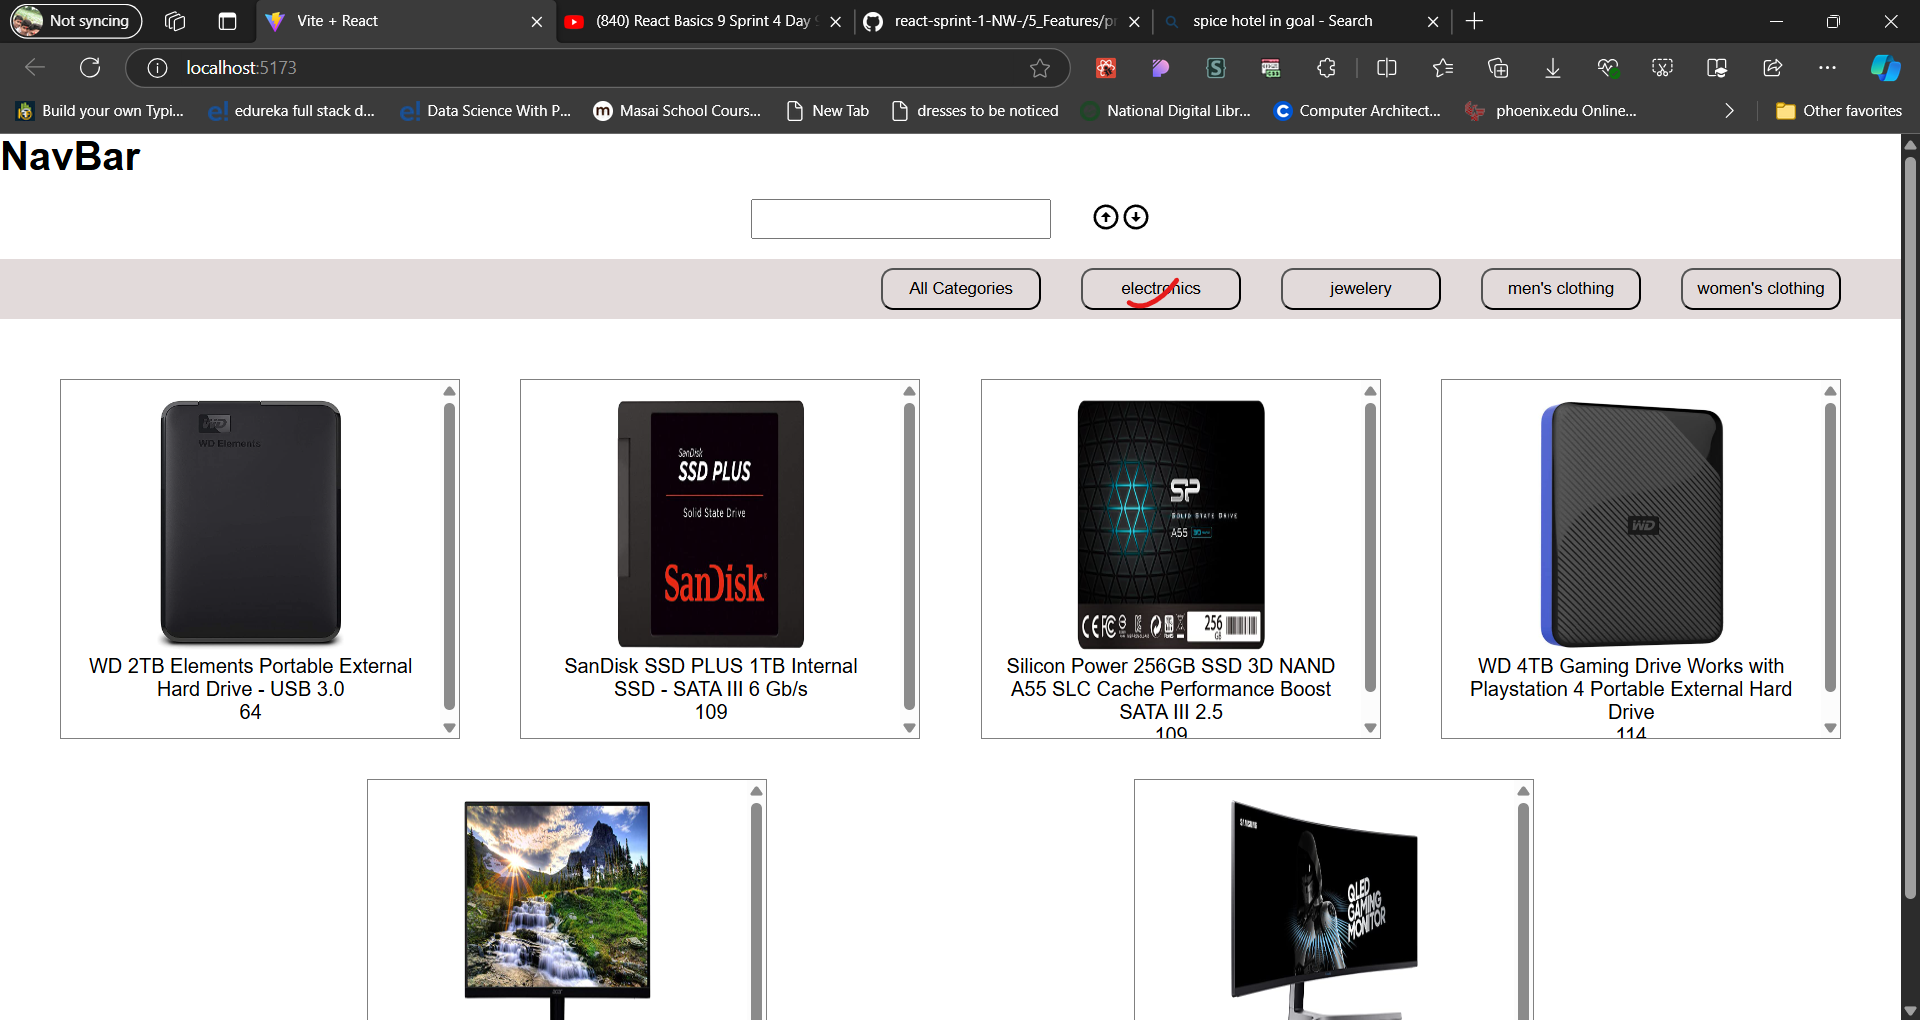 Not syncing
Vite + React
(840) React Basics 9 Sprint 4 Day
react-sprint-1-NW-/5_Features/pr
spice hotel in goal - Search
localhost:5173
Build your own Typi...
edureka full stack d...
Data Science With P...
Masai School Cours...
New Tab
dresses to be noticed
National Digital Libr...
Computer Architect...
phoenix.edu Online...
Other favorites
NavBar
All Categories
electronics
jewelery
men's clothing
women's clothing
WD
WD Elements
SanDisk
SSD PLUS
Solid State Drive
SanDisk
SP
SOLID STATE DRIVE
A55
256
GB
WD
WD 2TB Elements Portable External
Hard Drive - USB 3.0
64
SanDisk SSD PLUS 1TB Internal
SSD - SATA III 6 Gb/s
109
Silicon Power 256GB SSD 3D NAND
A55 SLC Cache Performance Boost
SATA III 2.5
109
WD 4TB Gaming Drive Works with
Playstation 4 Portable External Hard
Drive
114
acer
SAMSUNG
QLED
GAMING
MONITOR